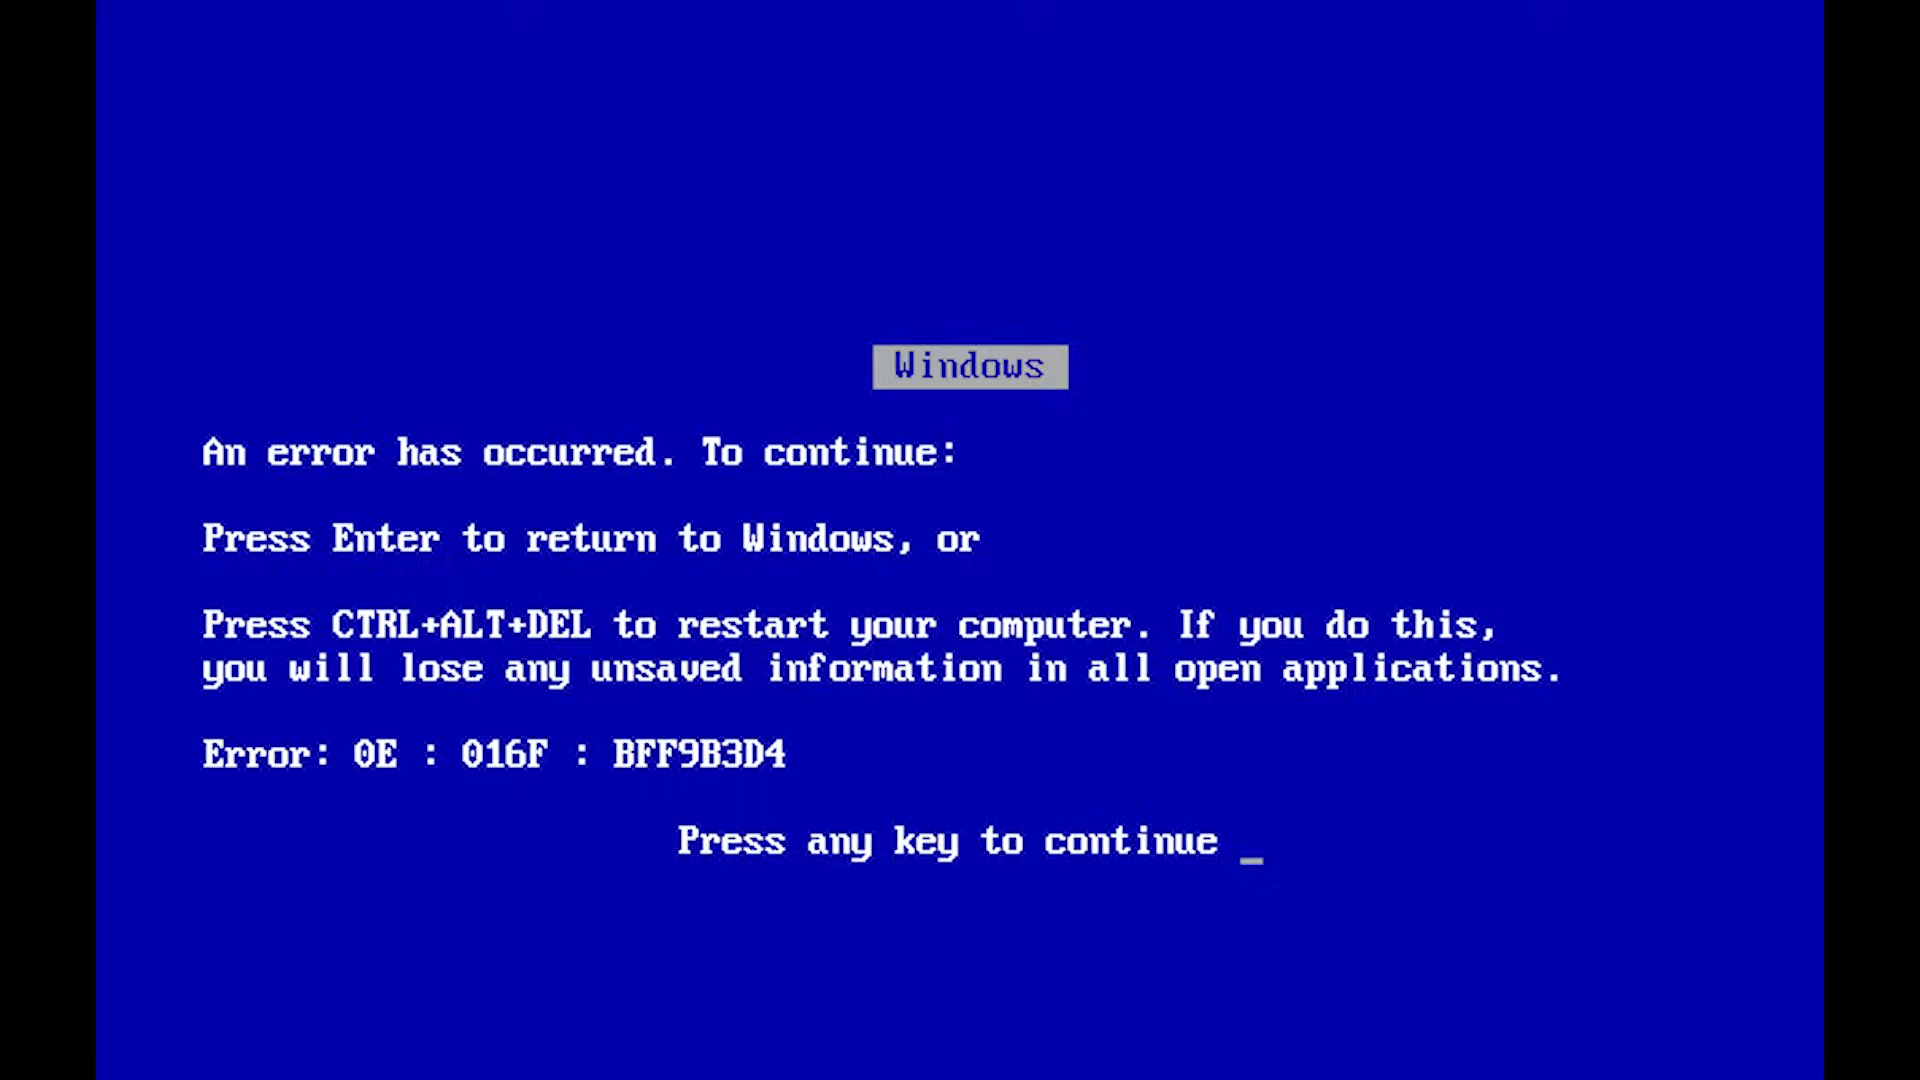 Windows
An error has occurred. To continue:
Press Enter to return to Windows, or
Press CTRL+ALT+DEL to restart your computer. If you do this,
you will lose any unsaved information in all open applications.
Error: 0E : 016F : BFF9B3D4
Press any key to continue _